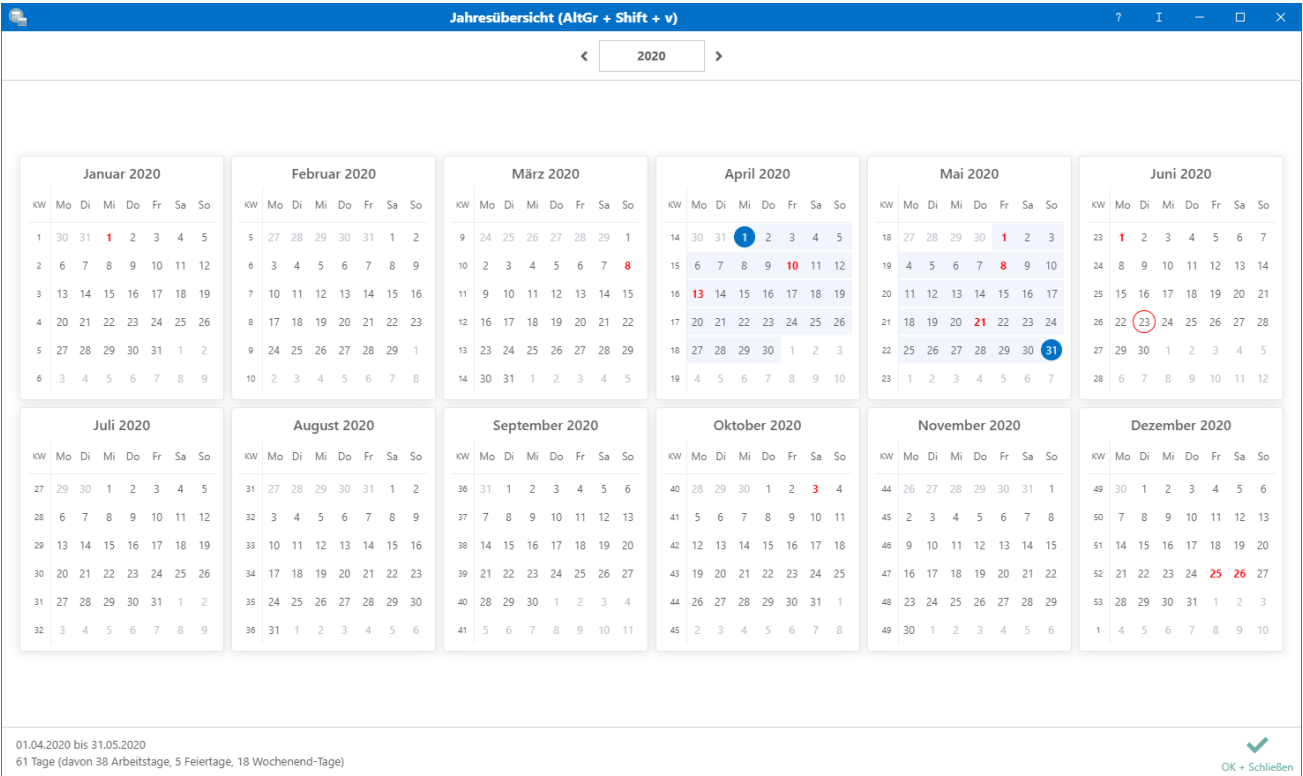 Jahresübersicht (AltGr + Shift + v)
2020
Januar 2020 Februar 2020 März 2020 April 2020 Mai 2020 Juni 2020
KW Mo Di Mi Do Fr Sa So KW Mo Di Mi Do Fr Sa So KW Mo Di Mi Do Fr Sa So KW Mo Di Mi Do Fr Sa So KW Mo Di Mi Do Fr Sa So KW Mo Di Mi Do Fr Sa So
1 30 31 1 2 3 4 5 5 27 28 29 30 31 1 2 9 24 25 26 27 28 29 1 14 30 31 1 2 3 4 5 18 27 28 29 30 1 2 3 23 1 2 3 4 5 6 7
2 6 7 8 9 10 11 12 6 3 4 5 6 7 8 9 10 2 3 4 5 6 7 8 15 6 7 8 9 10 11 12 19 4 5 6 7 8 9 10 24 8 9 10 11 12 13 14
3 13 14 15 16 17 18 19 7 10 11 12 13 14 15 16 11 9 10 11 12 13 14 15 16 13 14 15 16 17 18 19 20 11 12 13 14 15 16 17 25 15 16 17 18 19 20 21
4 20 21 22 23 24 25 26 8 17 18 19 20 21 22 23 12 16 17 18 19 20 21 22 17 20 21 22 23 24 25 26 21 18 19 20 21 22 23 24 26 22 23 24 25 26 27 28
5 27 28 29 30 31 1 2 9 24 25 26 27 28 29 1 13 23 24 25 26 27 28 29 18 27 28 29 30 1 2 3 22 25 26 27 28 29 30 31 27 29 30 1 2 3 4 5
6 3 4 5 6 7 8 9 10 2 3 4 5 6 7 8 14 30 31 1 2 3 4 5 19 4 5 6 7 8 9 10 23 1 2 3 4 5 6 7 28 6 7 8 9 10 11 12
Juli 2020 August 2020 September 2020 Oktober 2020 November 2020 Dezember 2020
KW Mo Di Mi Do Fr Sa So KW Mo Di Mi Do Fr Sa So KW Mo Di Mi Do Fr Sa So KW Mo Di Mi Do Fr Sa So KW Mo Di Mi Do Fr Sa So KW Mo Di Mi Do Fr Sa So
27 29 30 1 2 3 4 5 31 27 28 29 30 31 1 2 36 31 1 2 3 4 5 6 40 28 29 30 1 2 3 4 44 26 27 28 29 30 31 1 49 30 1 2 3 4 5 6
28 6 7 8 9 10 11 12 32 3 4 5 6 7 8 9 37 7 8 9 10 11 12 13 41 5 6 7 8 9 10 11 45 2 3 4 5 6 7 8 50 7 8 9 10 11 12 13
29 13 14 15 16 17 18 19 33 10 11 12 13 14 15 16 38 14 15 16 17 18 19 20 42 12 13 14 15 16 17 18 46 9 10 11 12 13 14 15 51 14 15 16 17 18 19 20
30 20 21 22 23 24 25 26 34 17 18 19 20 21 22 23 39 21 22 23 24 25 26 27 43 19 20 21 22 23 24 25 47 16 17 18 19 20 21 22 52 21 22 23 24 25 26 27
31 27 28 29 30 31 1 2 35 24 25 26 27 28 29 30 40 28 29 30 1 2 3 4 44 26 27 28 29 30 31 1 48 23 24 25 26 27 28 29 53 28 29 30 31 1 2 3
32 3 4 5 6 7 8 9 36 31 1 2 3 4 5 6 41 5 6 7 8 9 10 11 45 2 3 4 5 6 7 8 49 30 1 2 3 4 5 6 1 4 5 6 7 8 9 10
01.04.2020 bis 31.05.2020
61 Tage (davon 38 Arbeitstage, 5 Feiertage, 18 Wochenend-Tage)
OK + Schließen